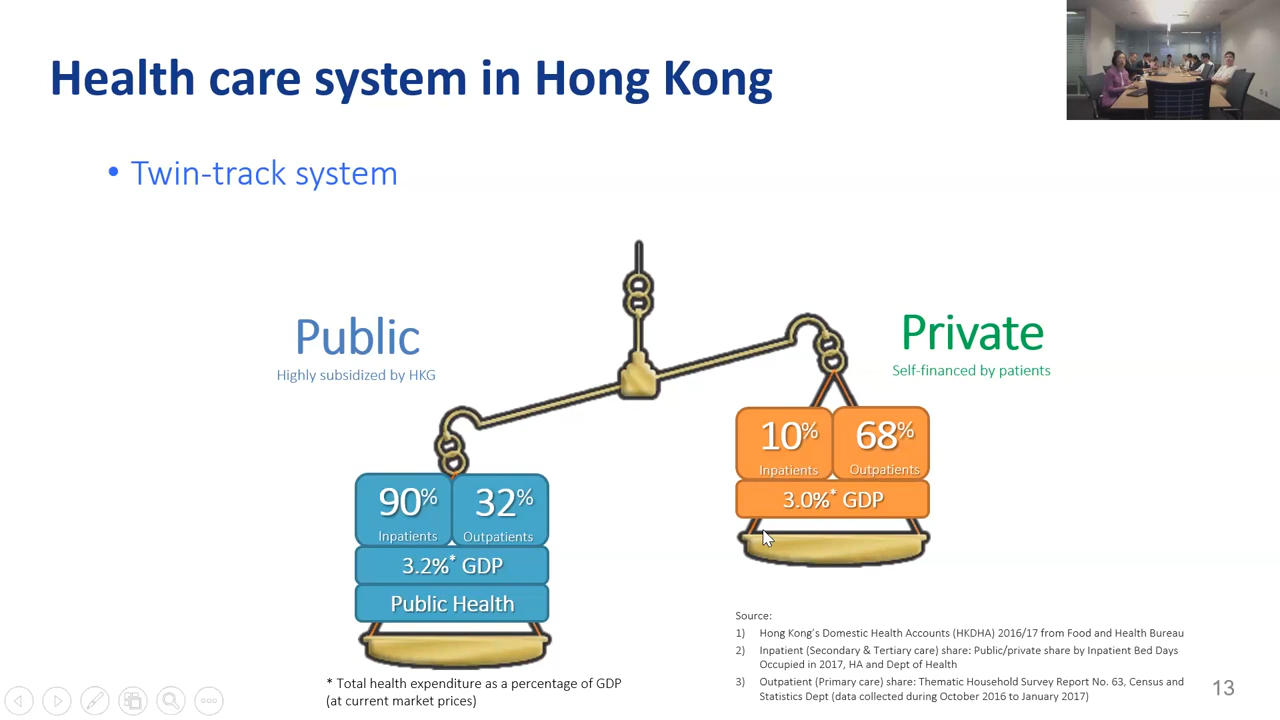 Health care system in Hong Kong
• Twin-track system
Public
Highly subsidized by HKG
Private
Self-financed by patients
90%
Inpatients
32%
Outpatients
3.2%* GDP
Public Health
10%
Inpatients
68%
Outpatients
3.0%* GDP
* Total health expenditure as a percentage of GDP
(at current market prices)
Source:
1) Hong Kong's Domestic Health Accounts (HKDHA) 2016/17 from Food and Health Bureau
2) Inpatient (Secondary & Tertiary care) share: Public/private share by Inpatient Bed Days
Occupied in 2017, HA and Dept of Health
3) Outpatient (Primary care) share: Thematic Household Survey Report No. 63, Census and
Statistics Dept (data collected during October 2016 to January 2017)
13